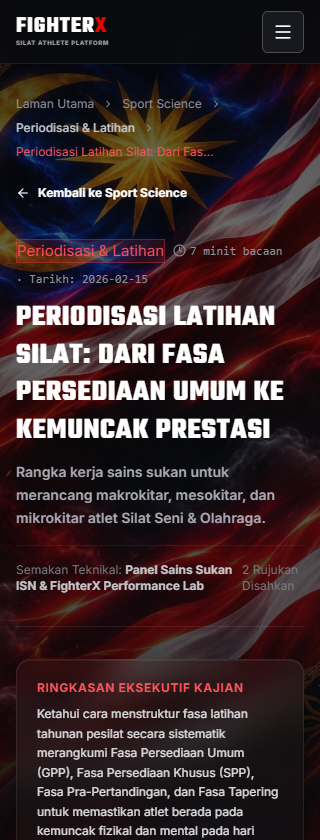 FIGHTERX
SILAT ATHLETE PLATFORM
Laman Utama > Sport Science >
Periodisasi & Latihan >
Periodisasi Latihan Silat: Dari Fas...
← Kembali ke Sport Science
Periodisasi & Latihan 7 minit bacaan
· Tarikh: 2026-02-15
PERIODISASI LATIHAN
SILAT: DARI FASA
PERSEDIAAN UMUM KE
KEMUNCAK PRESTASI
Rangka kerja sains sukan untuk
merancang makrokitar, mesokitar, dan
mikrokitar atlet Silat Seni & Olahraga.
Semakan Teknikal: Panel Sains Sukan
ISN & FighterX Performance Lab
2 Rujukan
Disahkan
RINGKASAN EKSEKUTIF KAJIAN
Ketahui cara menstruktur fasa latihan
tahunan pesilat secara sistematik
merangkumi Fasa Persediaan Umum
(GPP), Fasa Persediaan Khusus (SPP),
Fasa Pra-Pertandingan, dan Fasa Tapering
untuk memastikan atlet berada pada
kemuncak fizikal dan mental pada hari